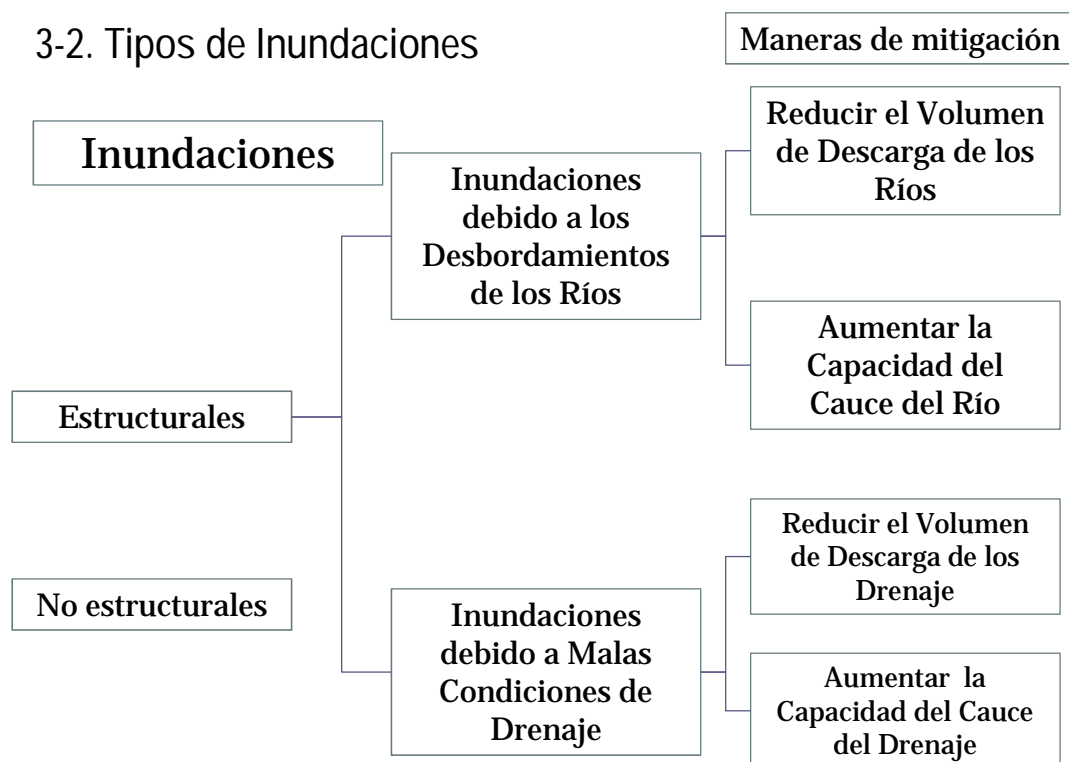 3-2. Tipos de Inundaciones
Maneras de mitigación
Inundaciones
Inundaciones
debido a los
Desbordamientos
de los Ríos
Reducir el Volumen
de Descarga de los
Ríos
Aumentar la
Capacidad del
Cauce del Río
Estructurales
No estructurales
Inundaciones
debido a Malas
Condiciones de
Drenaje
Reducir el Volumen
de Descarga de los
Drenaje
Aumentar la
Capacidad del Cauce
del Drenaje